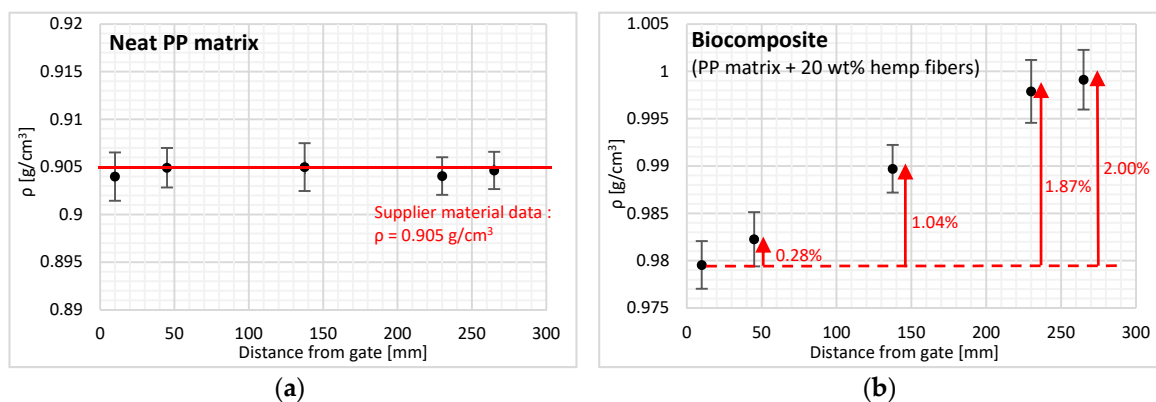 Neat PP matrix
0.92
0.915
0.91
0.905
0.9
0.895
0.89
ρ [g/cm³]
Supplier material data :
ρ = 0.905 g/cm³
0 50 100 150 200 250 300
Distance from gate [mm]
(a)
Biocomposite
(PP matrix + 20 wt% hemp fibers)
1.005
1
0.995
0.99
0.985
0.98
0.975
ρ [g/cm³]
0.28%
1.04%
1.87%
2.00%
0 50 100 150 200 250 300
Distance from gate [mm]
(b)